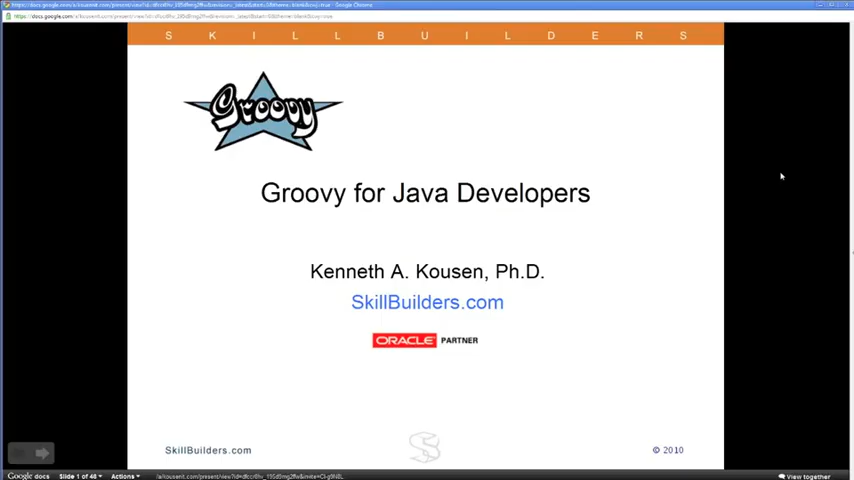 S K I L L B U I L D E R S
Groovy
Groovy for Java Developers
Kenneth A. Kousen, Ph.D.
SkillBuilders.com
ORACLE PARTNER
SkillBuilders.com
© 2010
Google docs Slide 1 of 48 Actions
View together